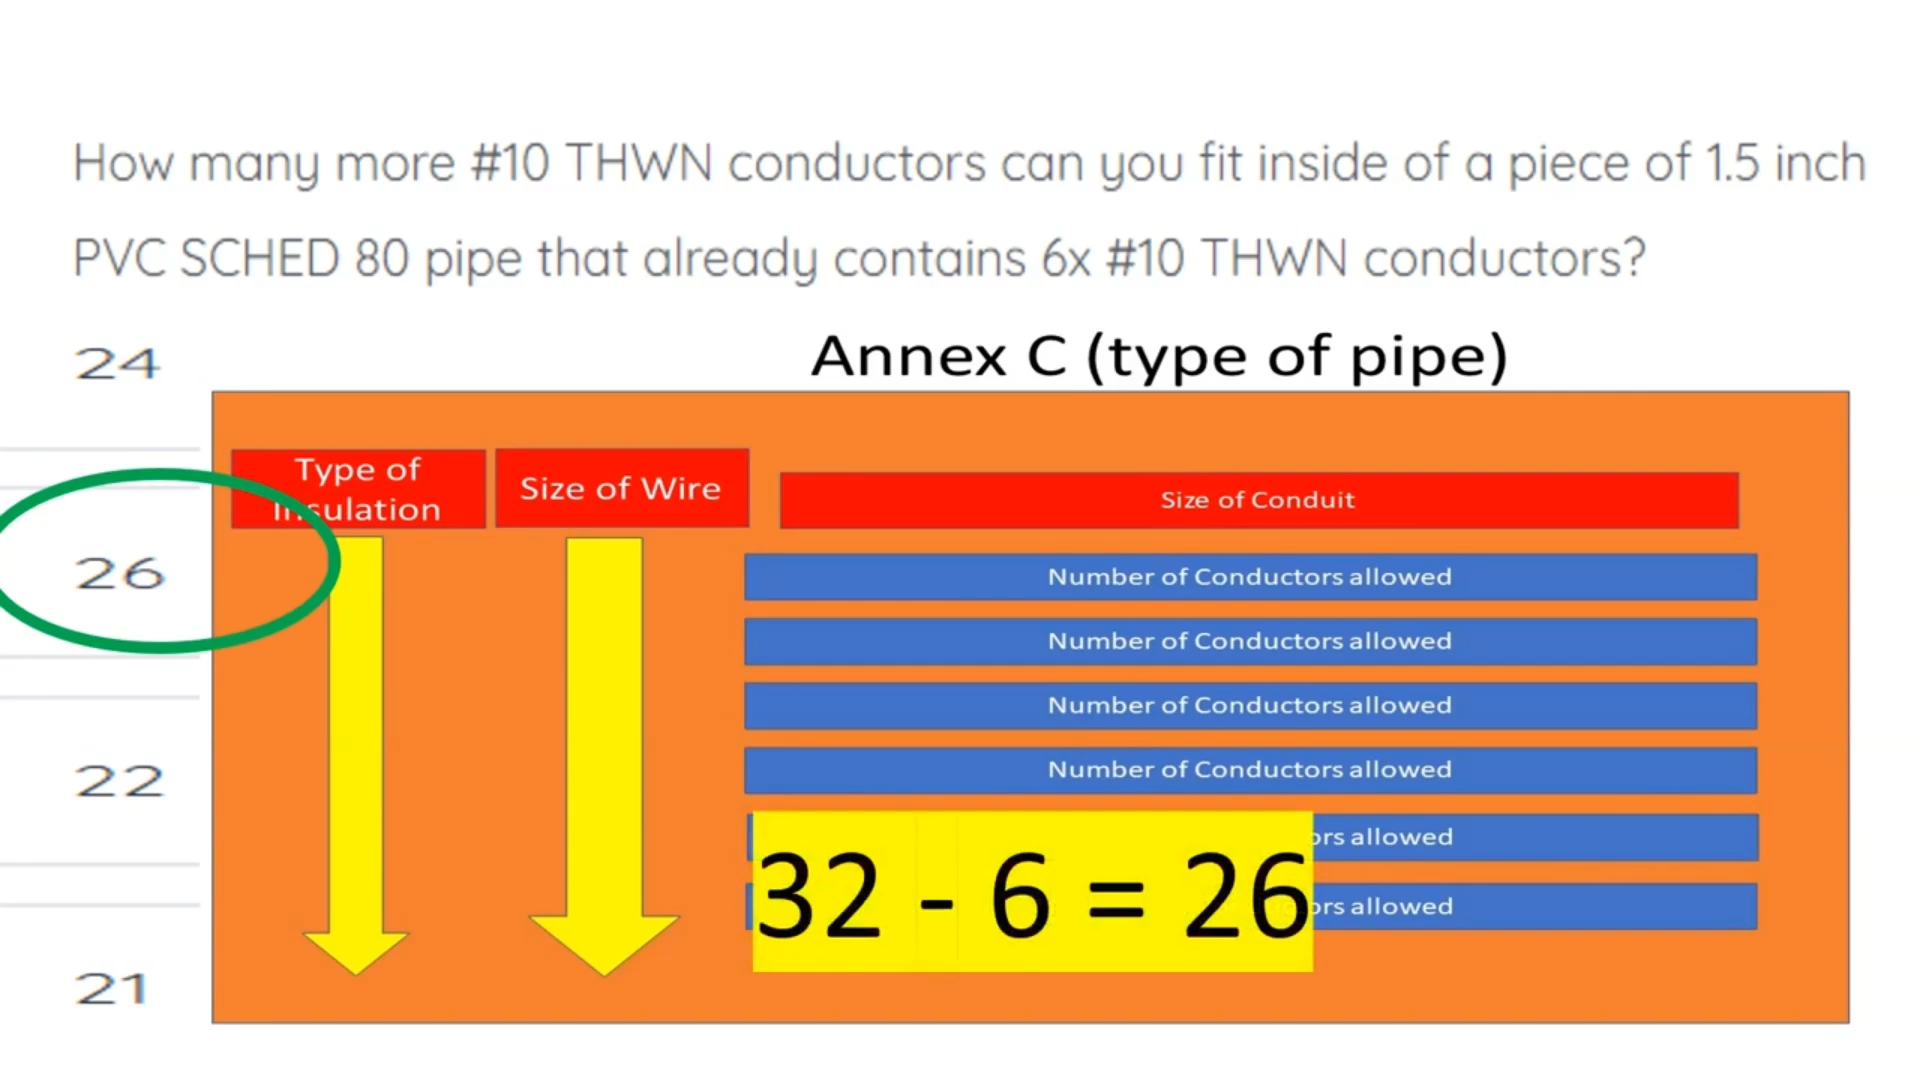 How many more #10 THWN conductors can you fit inside of a piece of 1.5 inch
PVC SCHED 80 pipe that already contains 6x #10 THWN conductors?
24
Annex C (type of pipe)
Type of
Insulation
Size of Wire
Size of Conduit
26
Number of Conductors allowed
Number of Conductors allowed
Number of Conductors allowed
22
Number of Conductors allowed
allowed
32 - 6 = 26
allowed
21